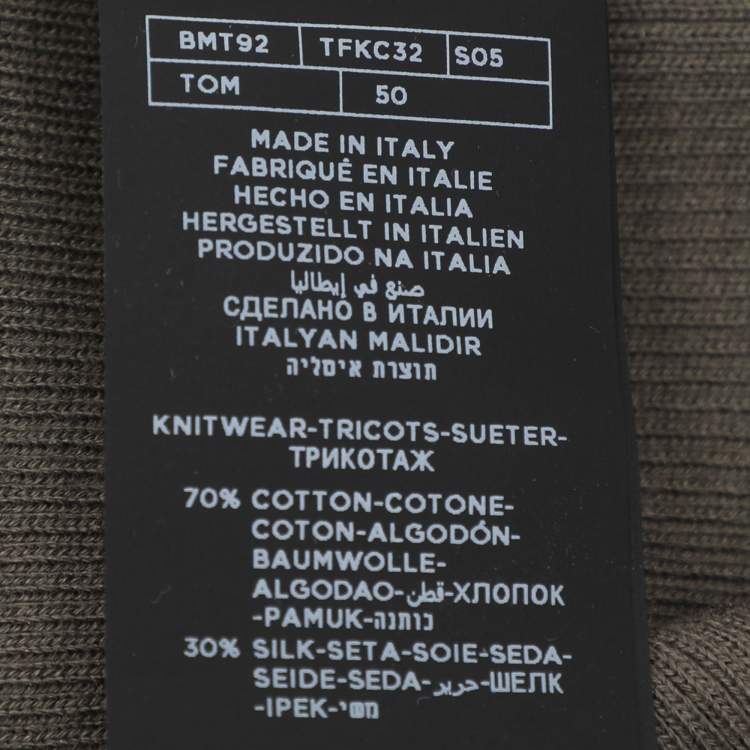 BMT92 TFKC32 S05
TOM 50
MADE IN ITALY
FABRIQUÊ EN ITALIE
HECHO EN ITALIA
HERGESTELLT IN ITALIEN
PRODUZIDO NA ITALIA
صنع في إيطاليا
СДЕЛАНО В ИТАЛИИ
ITALYAN MALIDIR
תוצרת איטליה
KNITWEAR-TRICOTS-SUETER-
ТРИКОТАЖ
70% COTTON-COTONE-
COTON-ALGODÓN-
BAUMWOLLE-
ALGODAO-قطن-ХЛОПОК
-PAMUK-כותנה
30% SILK-SETA-SOIE-SEDA-
SEIDE-SEDA-حرير-ШЕЛК
-IPEK-משי